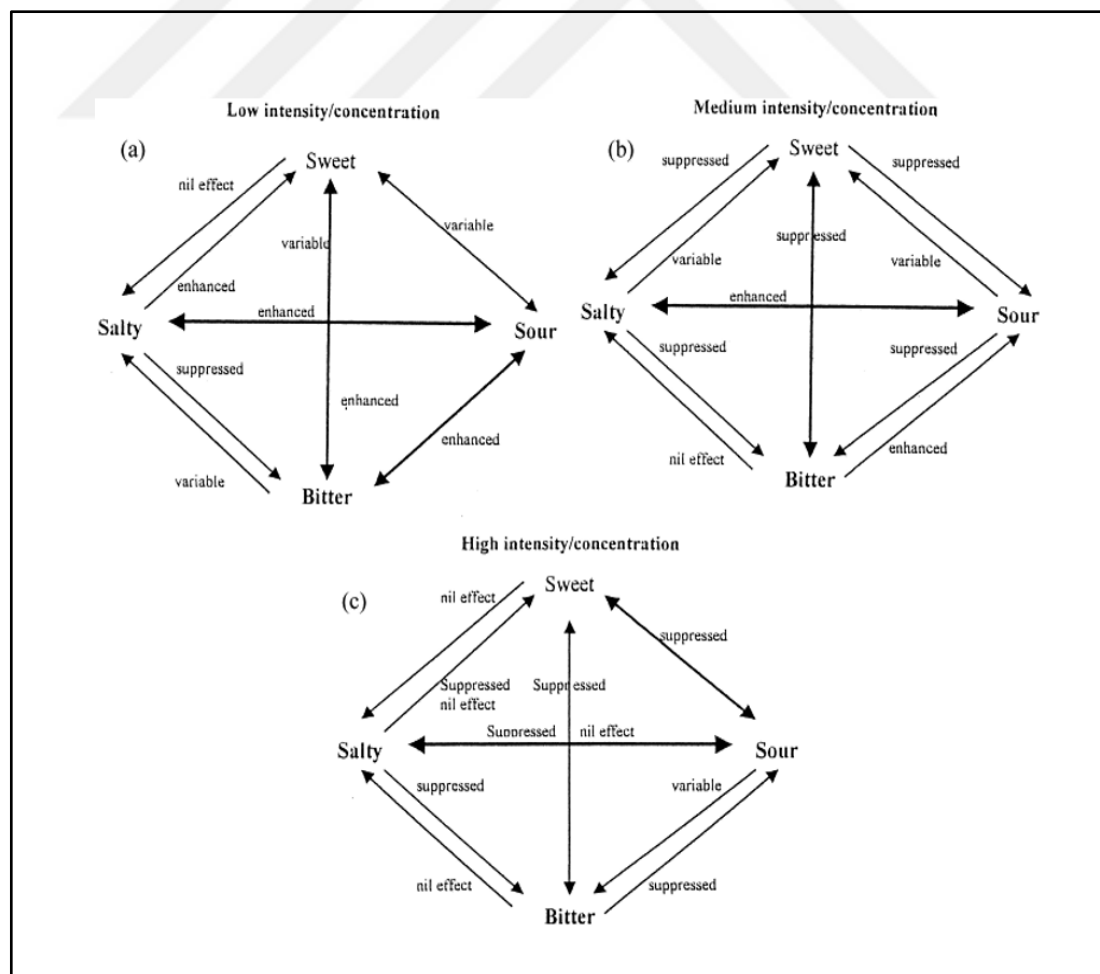 Low intensity/concentration
(a)
Sweet
nil effect
variable
variable
enhanced
enhanced
Salty
Sour
suppressed
enhanced
enhanced
variable
Bitter
Medium intensity/concentration
(b)
Sweet
suppressed
suppressed
suppressed
variable
variable
enhanced
Salty
Sour
suppressed
suppressed
nil effect
enhanced
Bitter
High intensity/concentration
(c)
Sweet
nil effect
suppressed
Suppressed
Suppressed
nil effect
Suppressed
nil effect
Salty
Sour
suppressed
variable
nil effect
suppressed
Bitter